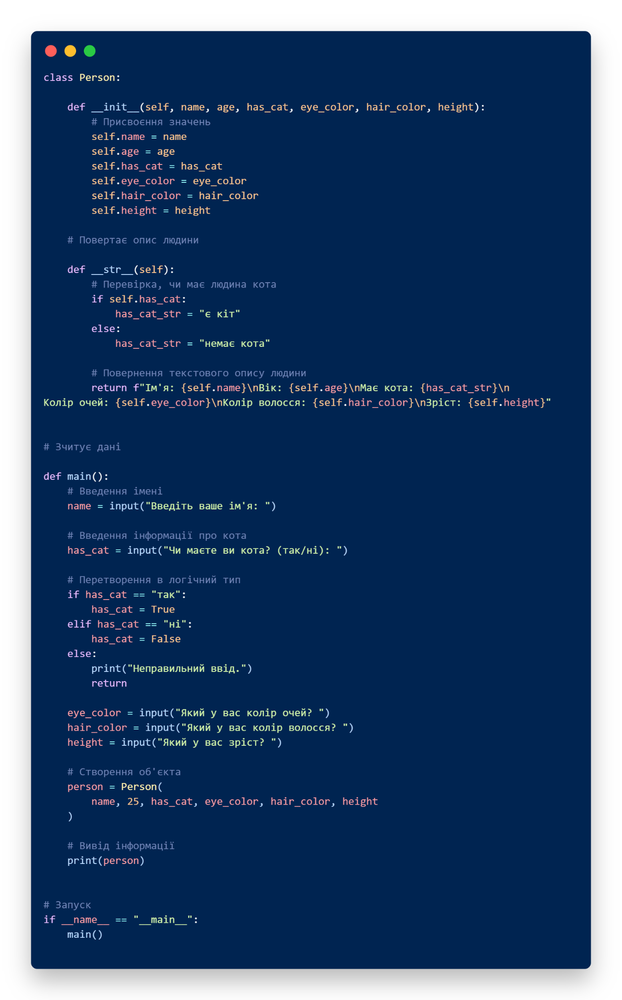 class Person:
    def __init__(self, name, age, has_cat, eye_color, hair_color, height):
        # Присвоєння значень
        self.name = name
        self.age = age
        self.has_cat = has_cat
        self.eye_color = eye_color
        self.hair_color = hair_color
        self.height = height
    # Повертає опис людини
    def __str__(self):
        # Перевірка, чи має людина кота
        if self.has_cat:
            has_cat_str = "є кіт"
        else:
            has_cat_str = "немає кота"
        # Повернення текстового опису людини
        return f"Ім'я: {self.name}\nВік: {self.age}\nМає кота: {has_cat_str}\n
Колір очей: {self.eye_color}\nКолір волосся: {self.hair_color}\nЗріст: {self.height}"
# Зчитує дані
def main():
    # Введення імені
    name = input("Введіть ваше ім'я: ")
    # Введення інформації про кота
    has_cat = input("Чи маєте ви кота? (так/ні): ")
    # Перетворення в логічний тип
    if has_cat == "так":
        has_cat = True
    elif has_cat == "ні":
        has_cat = False
    else:
        print("Неправильний ввід.")
        return
    eye_color = input("Який у вас колір очей? ")
    hair_color = input("Який у вас колір волосся? ")
    height = input("Який у вас зріст? ")
    # Створення об'єкта
    person = Person(
        name, 25, has_cat, eye_color, hair_color, height
    )
    # Вивід інформації
    print(person)
# Запуск
if __name__ == "__main__":
    main()